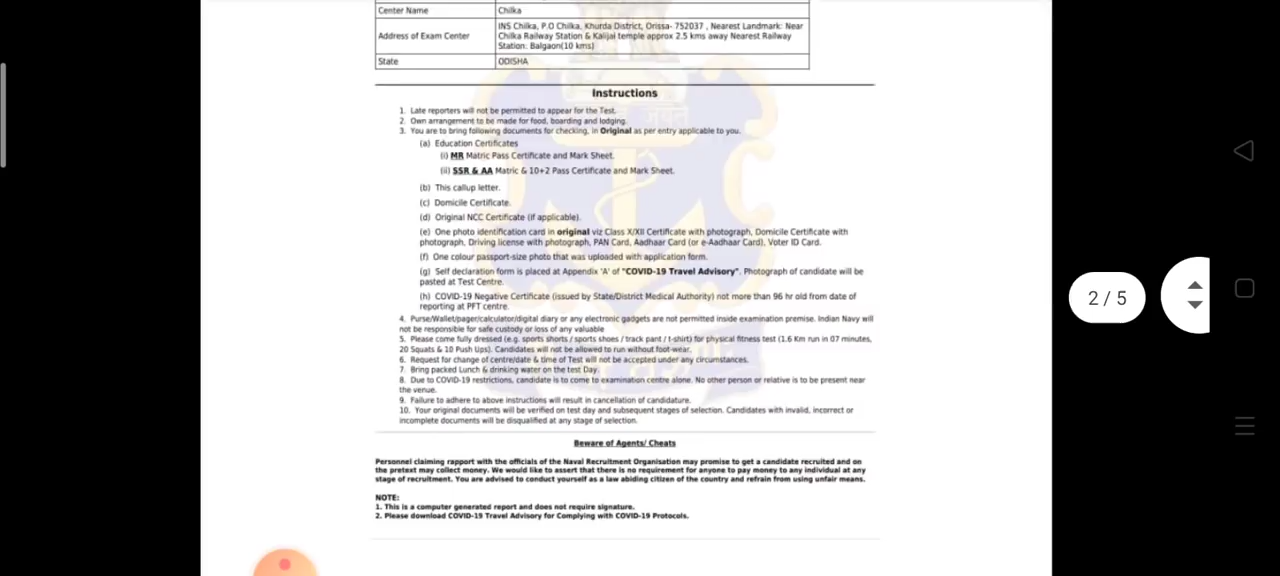 Center Name Chilka
Address of Exam Center INS Chilka, P.O Chilka, Khurda District, Orissa- 752037 , Nearest Landmark: Near
Chilka Railway Station & Kalijai temple approx 2.5 kms away Nearest Railway
Station: Balgaon(10 kms)
State ODISHA
Instructions
1. Late reporters will not be permitted to appear for the Test.
2. Own arrangement to be made for food, boarding and lodging.
3. You are to bring following documents for checking, in Original as per entry applicable to you.
(a) Education Certificates
(i) MR Matric Pass Certificate and Mark Sheet.
(ii) SSR & AA Matric & 10+2 Pass Certificate and Mark Sheet.
(b) This callup letter.
(c) Domicile Certificate.
(d) Original NCC Certificate (if applicable).
(e) One photo identification card in original viz Class X/XII Certificate with photograph, Domicile Certificate with
photograph, Driving license with photograph, PAN Card, Aadhaar Card (or e-Aadhaar Card), Voter ID Card.
(f) One colour passport-size photo that was uploaded with application form.
(g) Self declaration form is placed at Appendix 'A' of "COVID-19 Travel Advisory". Photograph of candidate will be
pasted at Test Centre.
(h) COVID-19 Negative Certificate (issued by State/District Medical Authority) not more than 96 hr old from date of
reporting at PFT centre.
4. Purse/Wallet/pager/calculator/digital diary or any electronic gadgets are not permitted inside examination premise. Indian Navy will
not be responsible for safe custody or loss of any valuable
5. Please come fully dressed (e.g. sports shorts / sports shoes / track pant / t-shirt) for physical fitness test (1.6 Km run in 07 minutes,
20 Squats & 10 Push Ups). Candidates will not be allowed to run without foot-wear.
6. Request for change of centre/date & time of Test will not be accepted under any circumstances.
7. Bring packed Lunch & drinking water on the test Day.
8. Due to COVID-19 restrictions, candidate is to come to examination centre alone. No other person or relative is to be present near
the venue.
9. Failure to adhere to above instructions will result in cancellation of candidature.
10. Your original documents will be verified on test day and subsequent stages of selection. Candidates with invalid, incorrect or
incomplete documents will be disqualified at any stage of selection.
Beware of Agents/ Cheats
Personnel claiming rapport with the officials of the Naval Recruitment Organisation may promise to get a candidate recruited and on
the pretext may collect money. We would like to assert that there is no requirement for anyone to pay money to any individual at any
stage of recruitment. You are advised to conduct yourself as a law abiding citizen of the country and refrain from using unfair means.
NOTE:
1. This is a computer generated report and does not require signature.
2. Please download COVID-19 Travel Advisory for Complying with COVID-19 Protocols.
2 / 5